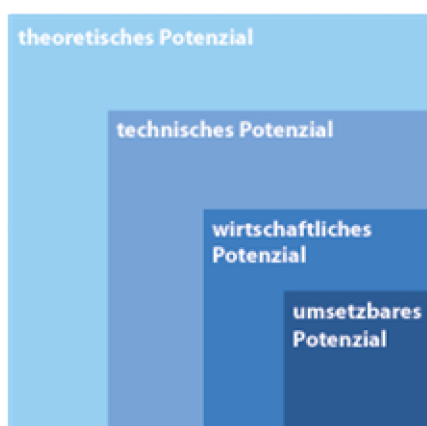 theoretisches Potenzial
technisches Potenzial
wirtschaftliches
Potenzial
umsetzbares
Potenzial